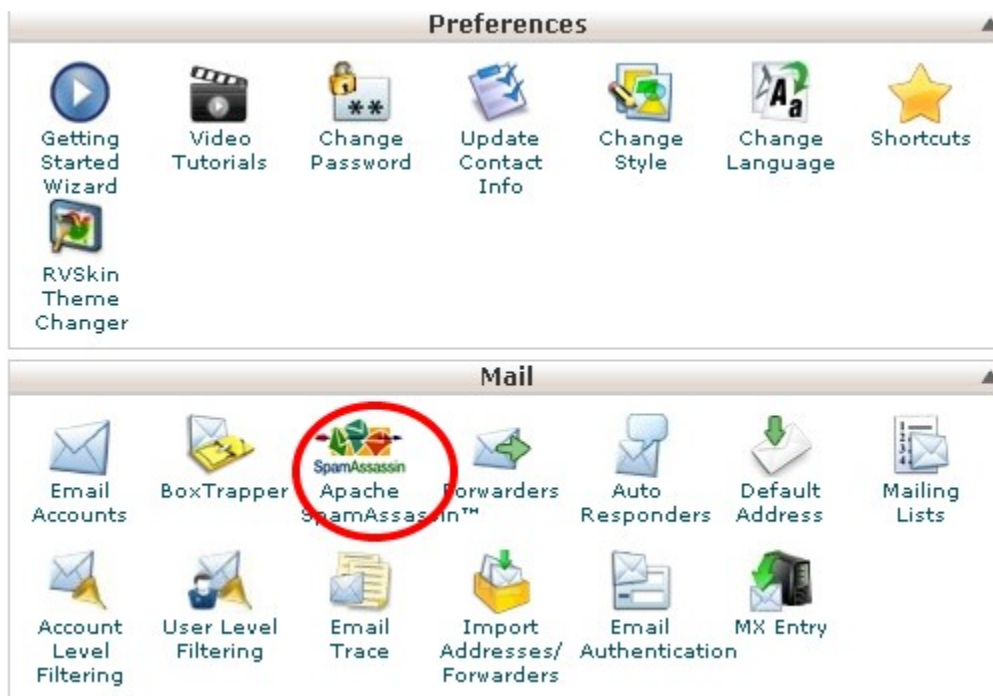 Preferences
Getting Started Wizard
Video Tutorials
Change Password
Update Contact Info
Change Style
Change Language
Shortcuts
RVSkin Theme Changer
Mail
Email Accounts
BoxTrapper
SpamAssassin
Apache SpamAssassin™
Forwarders
Auto Responders
Default Address
Mailing Lists
Account Level Filtering
User Level Filtering
Email Trace
Import Addresses/ Forwarders
Email Authentication
MX Entry